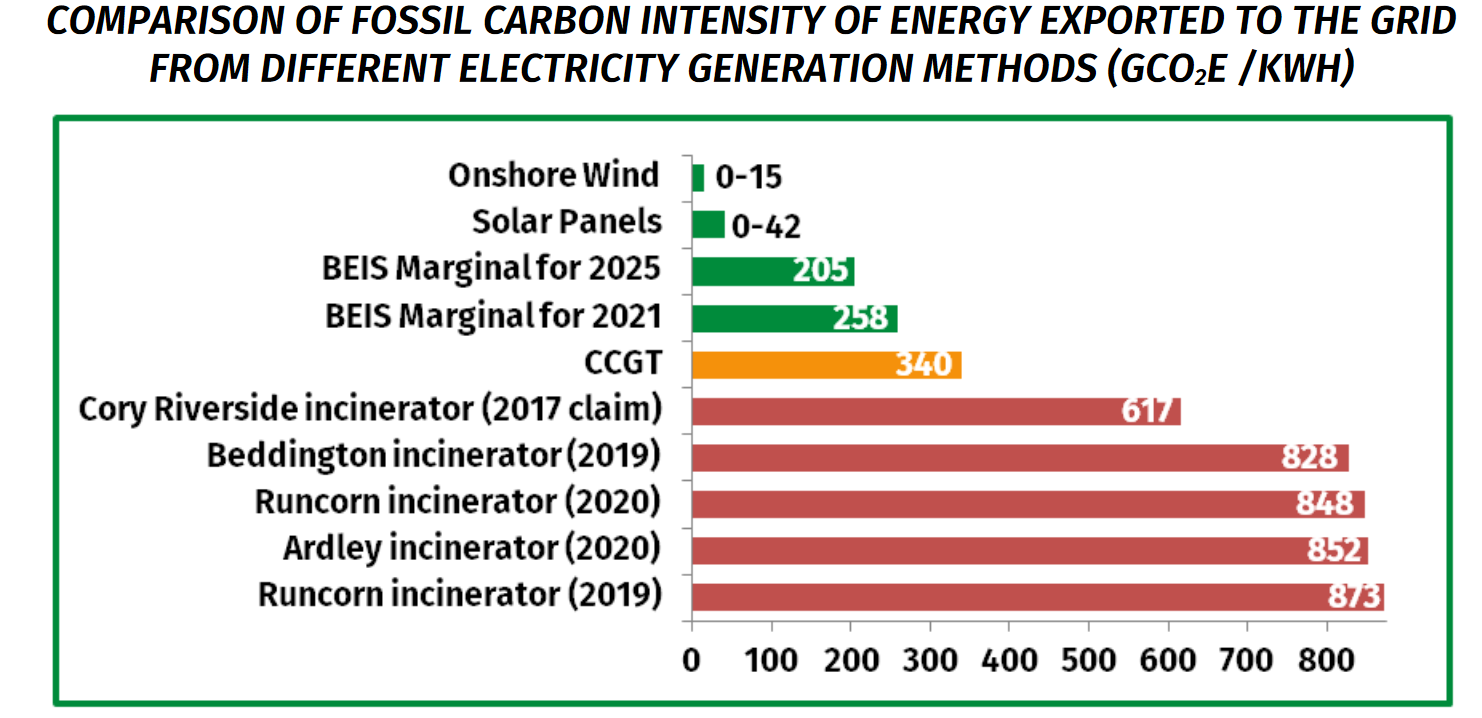 COMPARISON OF FOSSIL CARBON INTENSITY OF ENERGY EXPORTED TO THE GRID
FROM DIFFERENT ELECTRICITY GENERATION METHODS (GCO₂E /KWH)
Onshore Wind 0-15
Solar Panels 0-42
BEIS Marginal for 2025 205
BEIS Marginal for 2021 258
CCGT 340
Cory Riverside incinerator (2017 claim) 617
Beddington incinerator (2019) 828
Runcorn incinerator (2020) 848
Ardley incinerator (2020) 852
Runcorn incinerator (2019) 873
0 100 200 300 400 500 600 700 800